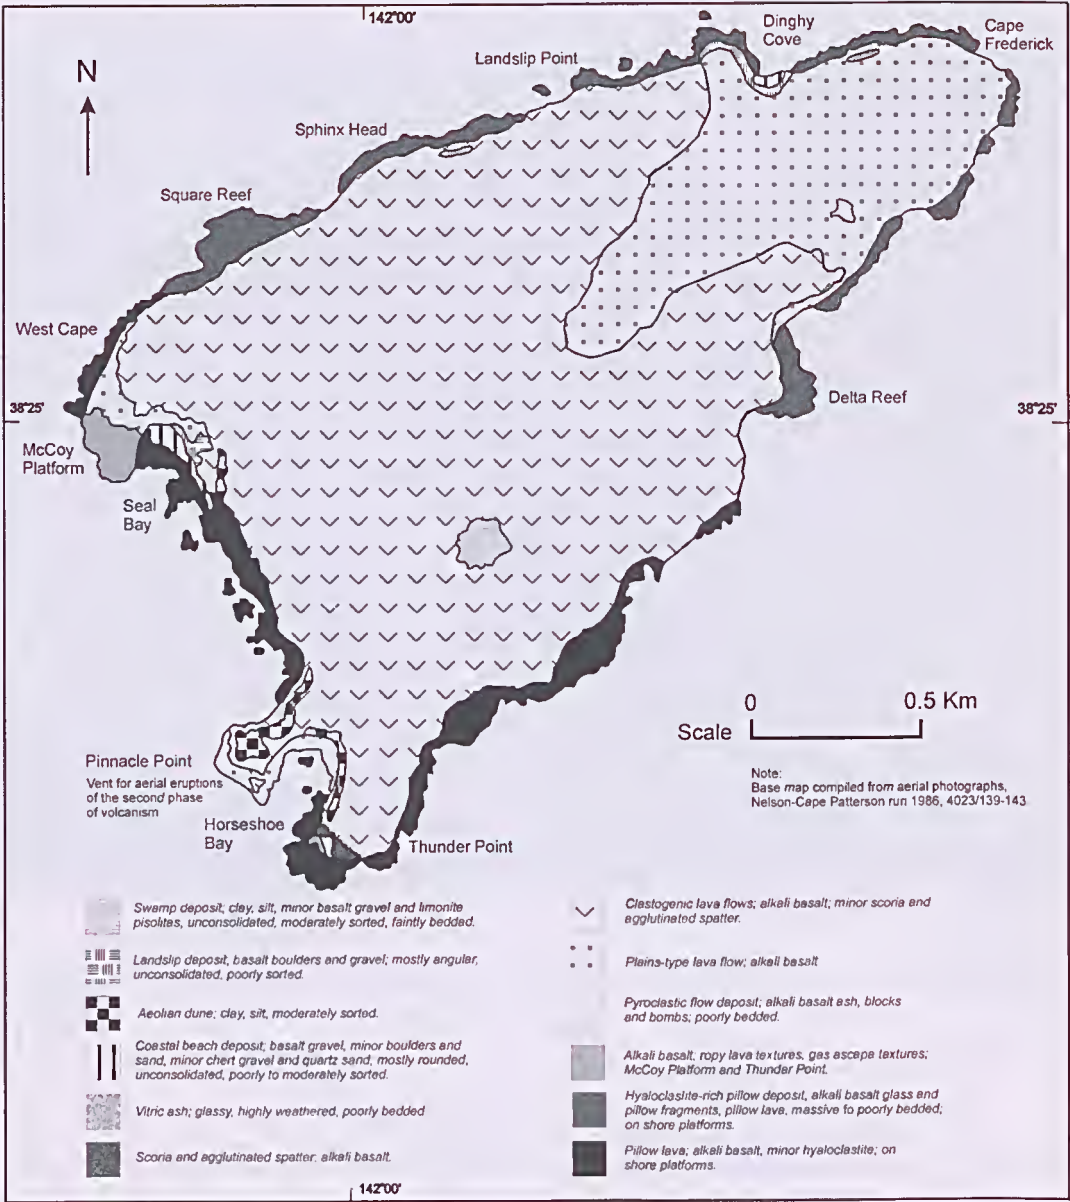 142°00'
N
Dinghy
Cove
Cape
Frederick
Landslip Point
Sphinx Head
Square Reef
West Cape
38°25'
38°25'
Delta Reef
McCoy
Platform
Seal
Bay
0 0.5 Km
Scale
Pinnacle Point
Vent for aerial eruptions
of the second phase
of volcanism
Note:
Base map compiled from aerial photographs,
Nelson-Cape Patterson run 1986, 4023/139-143
Horseshoe
Bay
Thunder Point
Swamp deposit; clay, silt, minor basalt gravel and limonite
pisolites, unconsolidated, moderately sorted, faintly bedded.
Landslip deposit, basalt boulders and gravel; mostly angular,
unconsolidated, poorly sorted.
Aeolian dune; clay, silt, moderately sorted.
Coastal beach deposit; basalt gravel, minor boulders and
sand, minor chert gravel and quartz sand, mostly rounded,
unconsolidated, poorly to moderately sorted.
Vitric ash; glassy, highly weathered, poorly bedded
Scoria and agglutinated spatter; alkali basalt.
Clastogenic lava flows; alkali basalt; minor scoria and
agglutinated spatter.
Plains-type lava flow; alkali basalt
Pyroclastic flow deposit; alkali basalt ash, blocks
and bombs; poorly bedded.
Alkali basalt, ropy lava textures, gas escape textures;
McCoy Platform and Thunder Point.
Hyaloclastite-rich pillow deposit, alkali basalt glass and
pillow fragments, pillow lava, massive to poorly bedded;
on shore platforms.
Pillow lava; alkali basalt, minor hyaloclastite; on
shore platforms.
142°00'